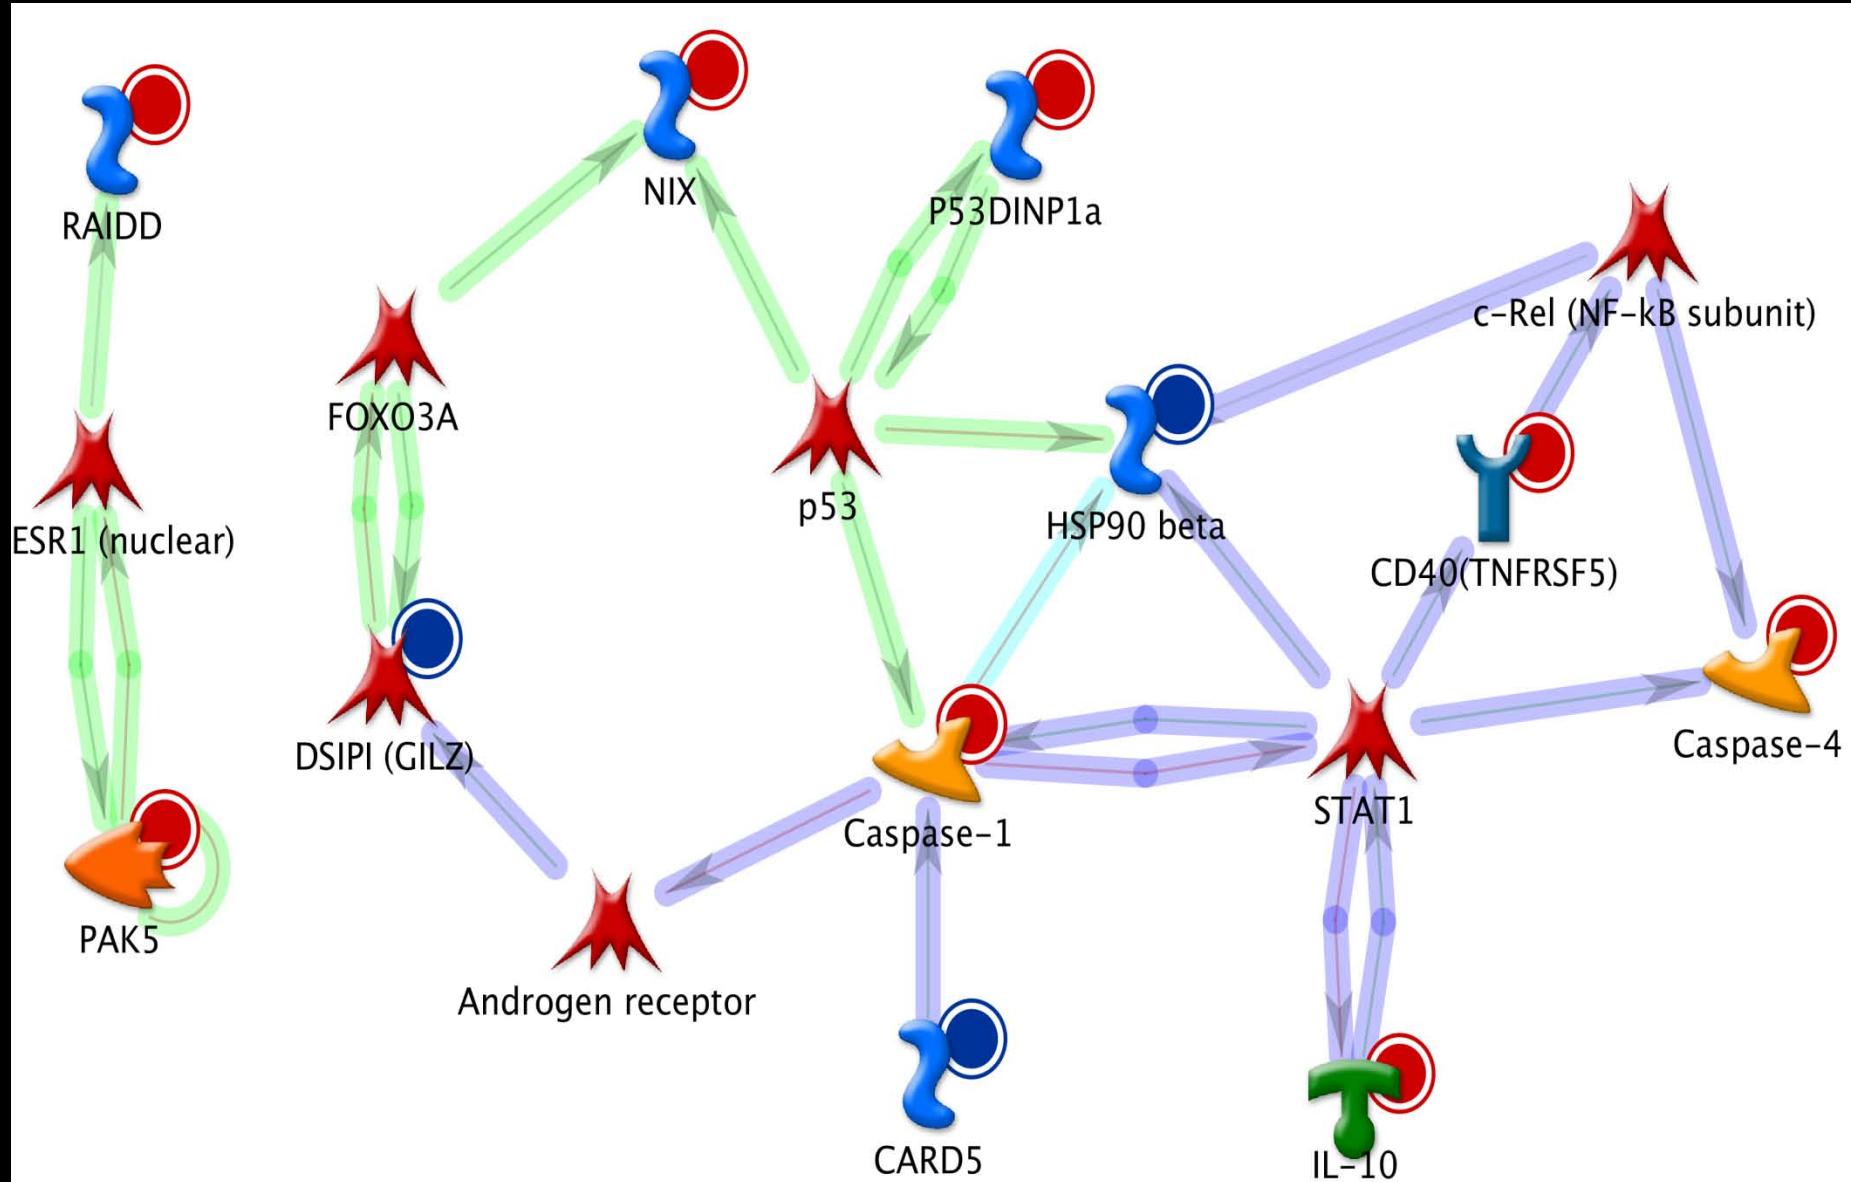 NIX
RAIDD
P53DINP1a
c-Rel (NF-kB subunit)
FOXO3A
p53
HSP90 beta
ESR1 (nuclear)
CD40(TNFRSF5)
Caspase-4
DSIPI (GILZ)
STAT1
Caspase-1
PAK5
Androgen receptor
CARD5
IL-10